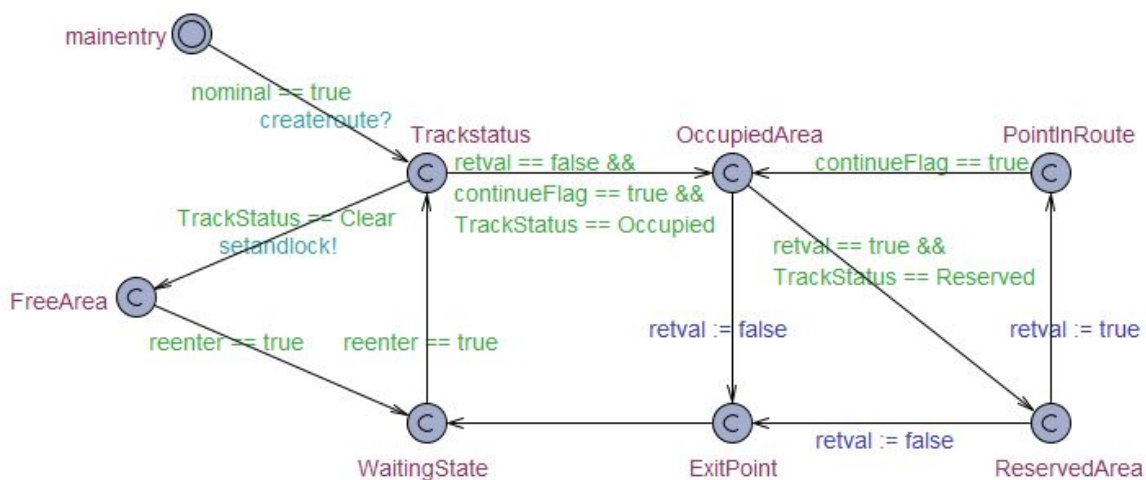 mainentry
nominal == true
createroute?
Trackstatus
OccupiedArea
PointInRoute
C
retval == false &&
continueFlag == true &&
TrackStatus == Occupied
C
continueFlag == true
C
TrackStatus == Clear
setandlock!
retval == true &&
TrackStatus == Reserved
FreeArea
C
reenter == true
reenter == true
retval := false
retval := true
C
C
retval := false
C
WaitingState
ExitPoint
ReservedArea